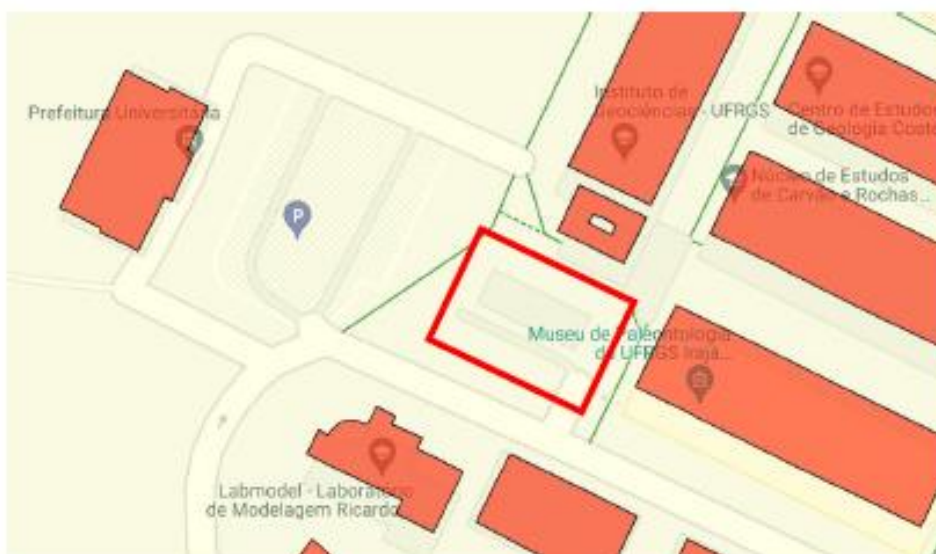 Prefeitura Universitária
P
Instituto de
Geociências - UFRGS
Centro de Estudos
de Geologia Coste
Núcleo de Estudos
de Carvão e Rochas...
Museu de Paleontologia
da UFRGS Irajá...
Labmodel - Laboratório
de Modelagem Ricardo